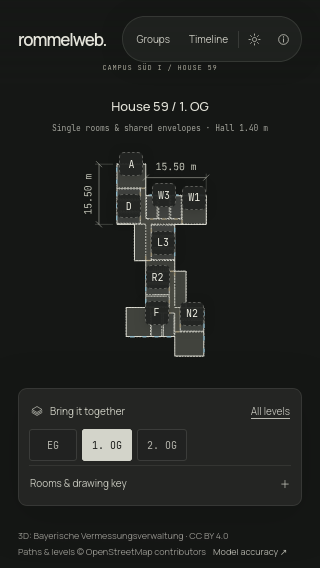 rommelweb.
Groups Timeline
CAMPUS SÜD I / HOUSE 59
House 59 / 1. OG
Single rooms & shared envelopes · Hall 1.40 m
A
15.50 m
15.50 m
W3
W1
D
L3
R2
F
N2
Bring it together
All levels
EG
1. OG
2. OG
Rooms & drawing key
3D: Bayerische Vermessungsverwaltung · CC BY 4.0
Paths & levels © OpenStreetMap contributors Model accuracy ↗